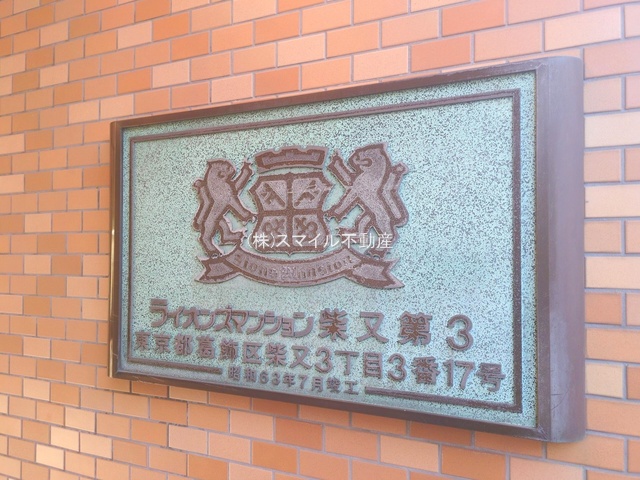 (株)スマイル不動産
Lions Mansion
ライオンズマンション柴又第3
東京都葛飾区柴又3丁目3番17号
昭和63年7月竣工